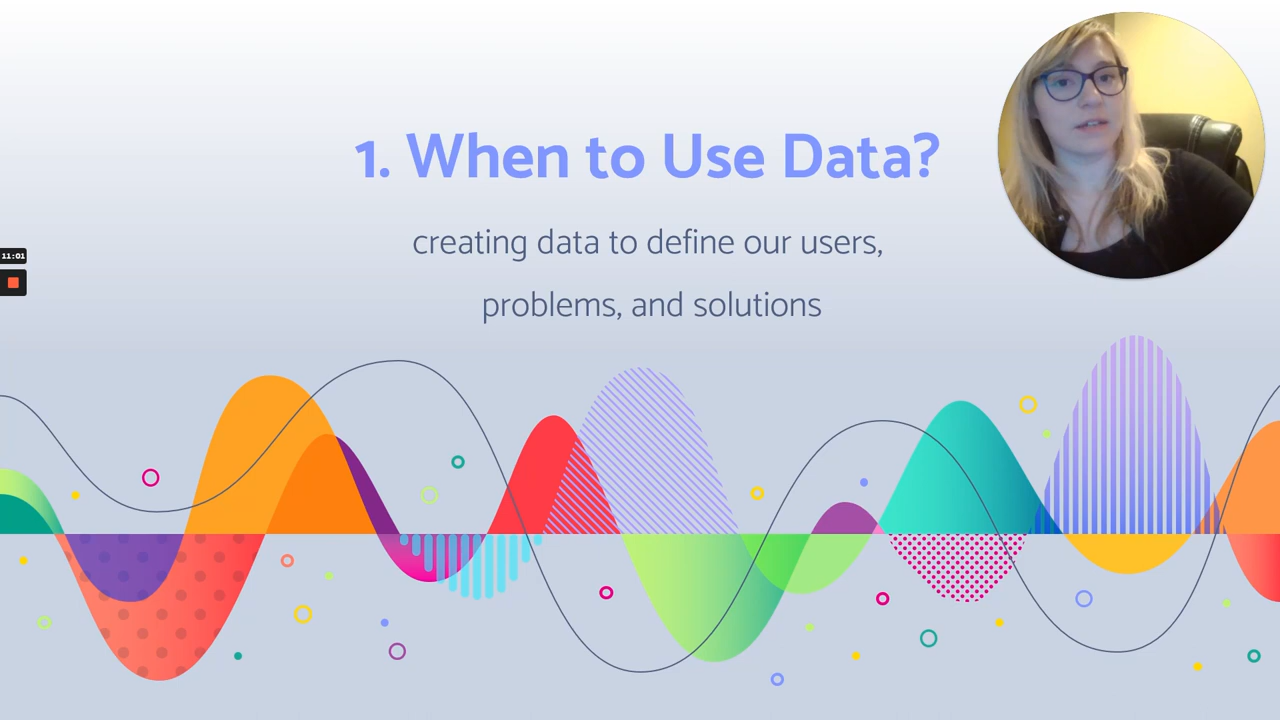 1. When to Use Data?
creating data to define our users,
problems, and solutions
11:01